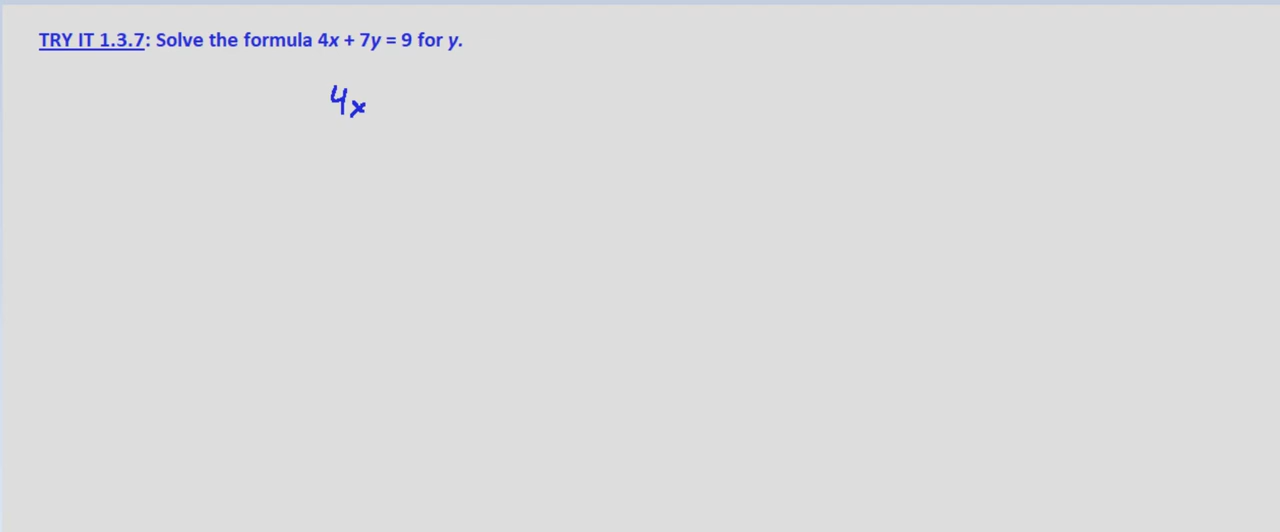 TRY IT 1.3.7: Solve the formula 4x + 7y = 9 for y.
4x